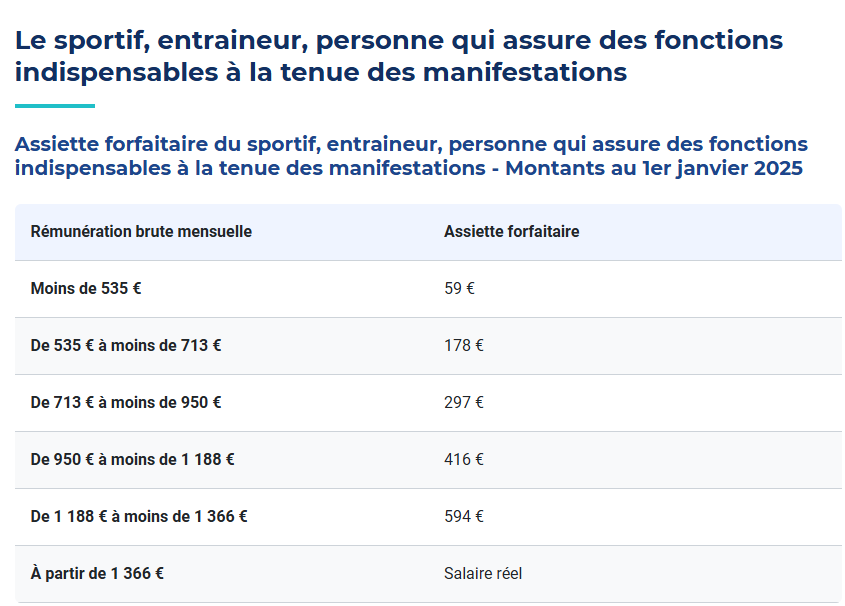 Le sportif, entraineur, personne qui assure des fonctions
indispensables à la tenue des manifestations
Assiette forfaitaire du sportif, entraineur, personne qui assure des fonctions
indispensables à la tenue des manifestations - Montants au 1er janvier 2025
Rémunération brute mensuelle Assiette forfaitaire
Moins de 535 € 59 €
De 535 € à moins de 713 € 178 €
De 713 € à moins de 950 € 297 €
De 950 € à moins de 1 188 € 416 €
De 1 188 € à moins de 1 366 € 594 €
À partir de 1 366 € Salaire réel